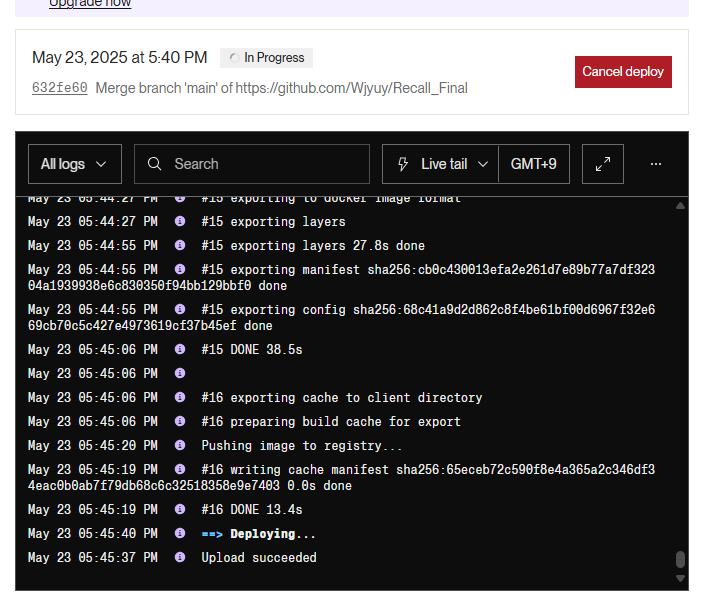 Upgrade now
May 23, 2025 at 5:40 PM In Progress
Cancel deploy
632fe60 Merge branch 'main' of https://github.com/Wjyuy/Recall_Final
All logs Search Live tail GMT+9 ...
May 23 05:44:27 PM #15 exporting to docker image format
May 23 05:44:27 PM #15 exporting layers
May 23 05:44:55 PM #15 exporting layers 27.8s done
May 23 05:44:55 PM #15 exporting manifest sha256:cb0c430013efa2e261d7e89b77a7df323
04a1939938e6c830350f94bb129bbf0 done
May 23 05:44:55 PM #15 exporting config sha256:68c41a9d2d862c8f4be61bf00d6967f32e6
69cb70c5c427e4973619cf37b45ef done
May 23 05:45:06 PM #15 DONE 38.5s
May 23 05:45:06 PM
May 23 05:45:06 PM #16 exporting cache to client directory
May 23 05:45:06 PM #16 preparing build cache for export
May 23 05:45:20 PM Pushing image to registry...
May 23 05:45:19 PM #16 writing cache manifest sha256:65eceb72c590f8e4a365a2c346df3
4eac0b0ab7f79db68c6c32518358e9e7403 0.0s done
May 23 05:45:19 PM #16 DONE 13.4s
May 23 05:45:40 PM ==> Deploying...
May 23 05:45:37 PM Upload succeeded